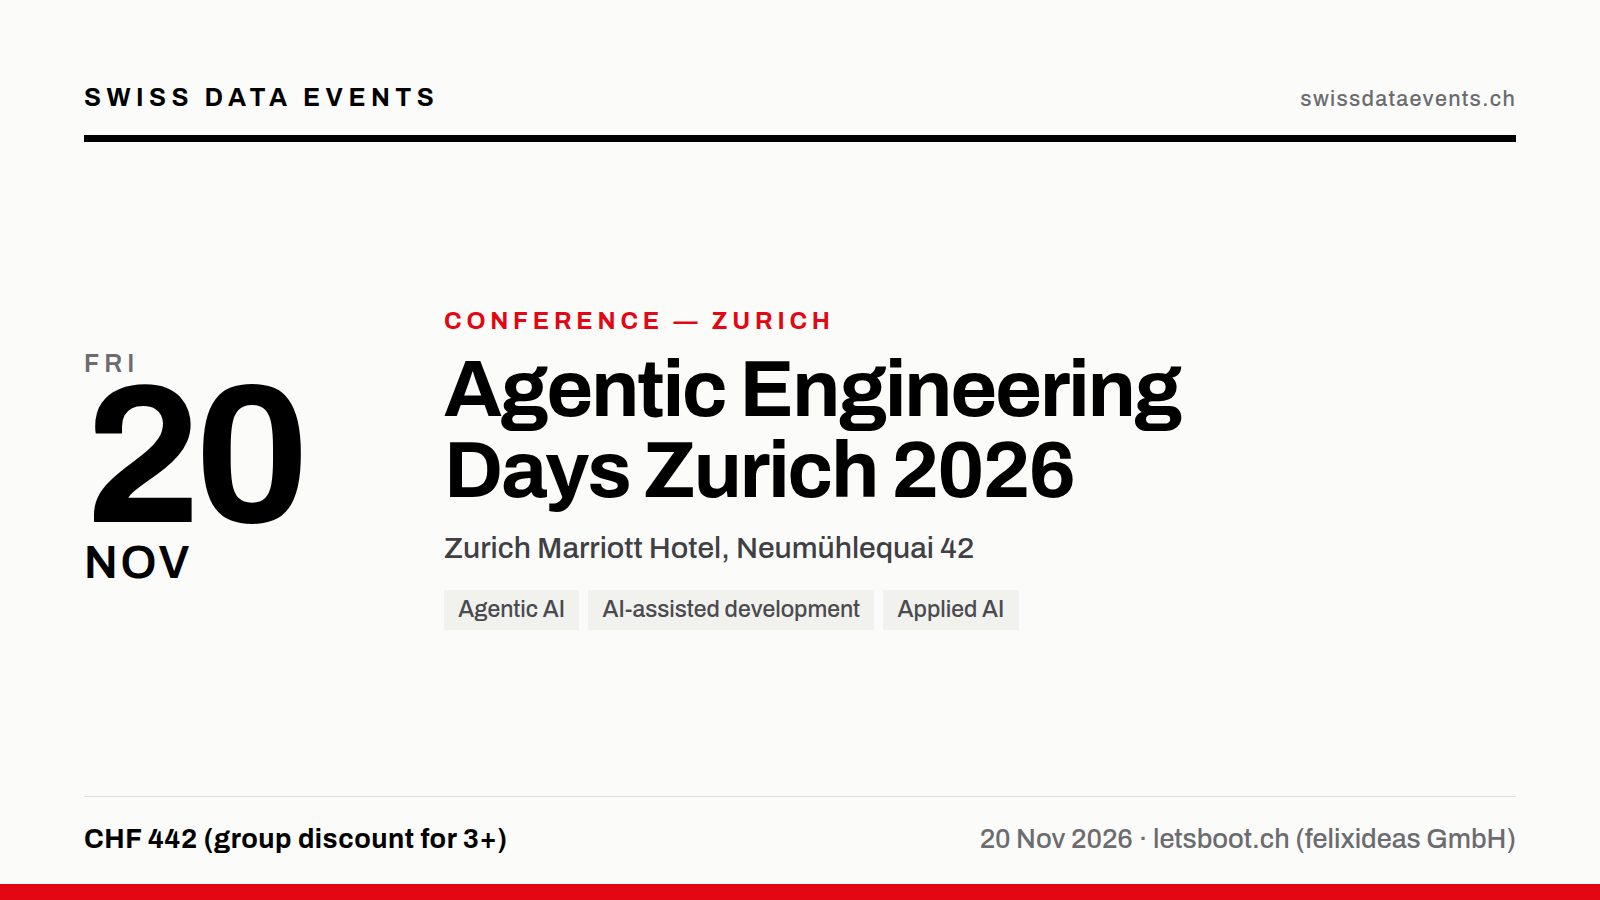 SWISS DATA EVENTS
swissdataevents.ch
FRI
20
NOV
CONFERENCE — ZURICH
Agentic Engineering
Days Zurich 2026
Zurich Marriott Hotel, Neumühlequai 42
Agentic AI
AI-assisted development
Applied AI
CHF 442 (group discount for 3+)
20 Nov 2026 · letsboot.ch (felixideas GmbH)